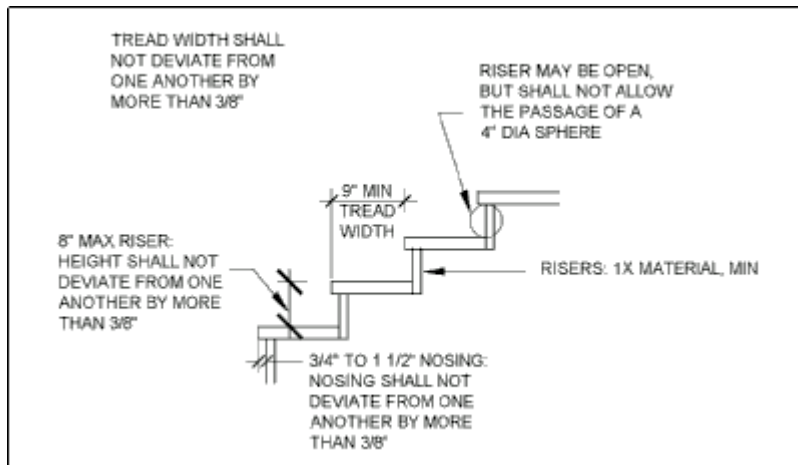 TREAD WIDTH SHALL
NOT DEVIATE FROM
ONE ANOTHER BY
MORE THAN 3/8"
RISER MAY BE OPEN,
BUT SHALL NOT ALLOW
THE PASSAGE OF A
4" DIA SPHERE
9" MIN
TREAD
WIDTH
8" MAX RISER:
HEIGHT SHALL NOT
DEVIATE FROM ONE
ANOTHER BY MORE
THAN 3/8"
RISERS: 1X MATERIAL, MIN
3/4" TO 1 1/2" NOSING:
NOSING SHALL NOT
DEVIATE FROM ONE
ANOTHER BY MORE
THAN 3/8"